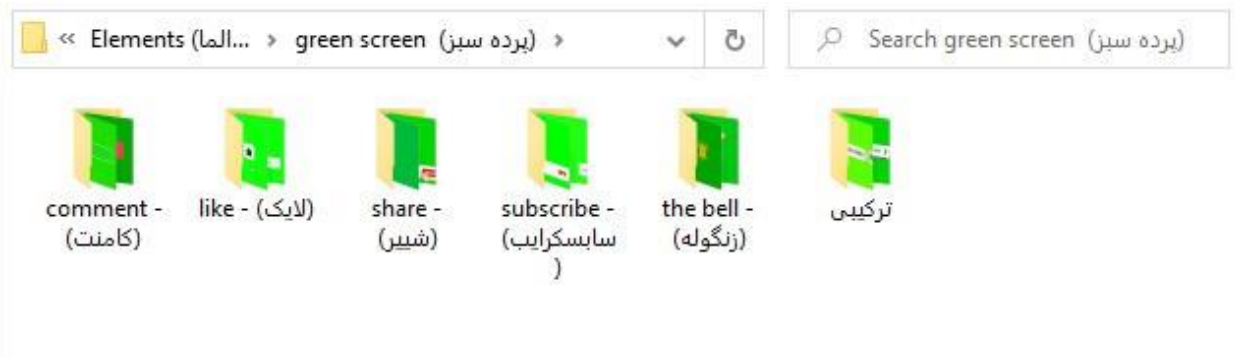 « Elements (الما... › green screen (پرده سبز) ›
Search green screen (پرده سبز)
comment - (کامنت)
like - (لایک)
share - (شییر)
subscribe - (سابسکرایب)
the bell - (زنگوله)
ترکیبی